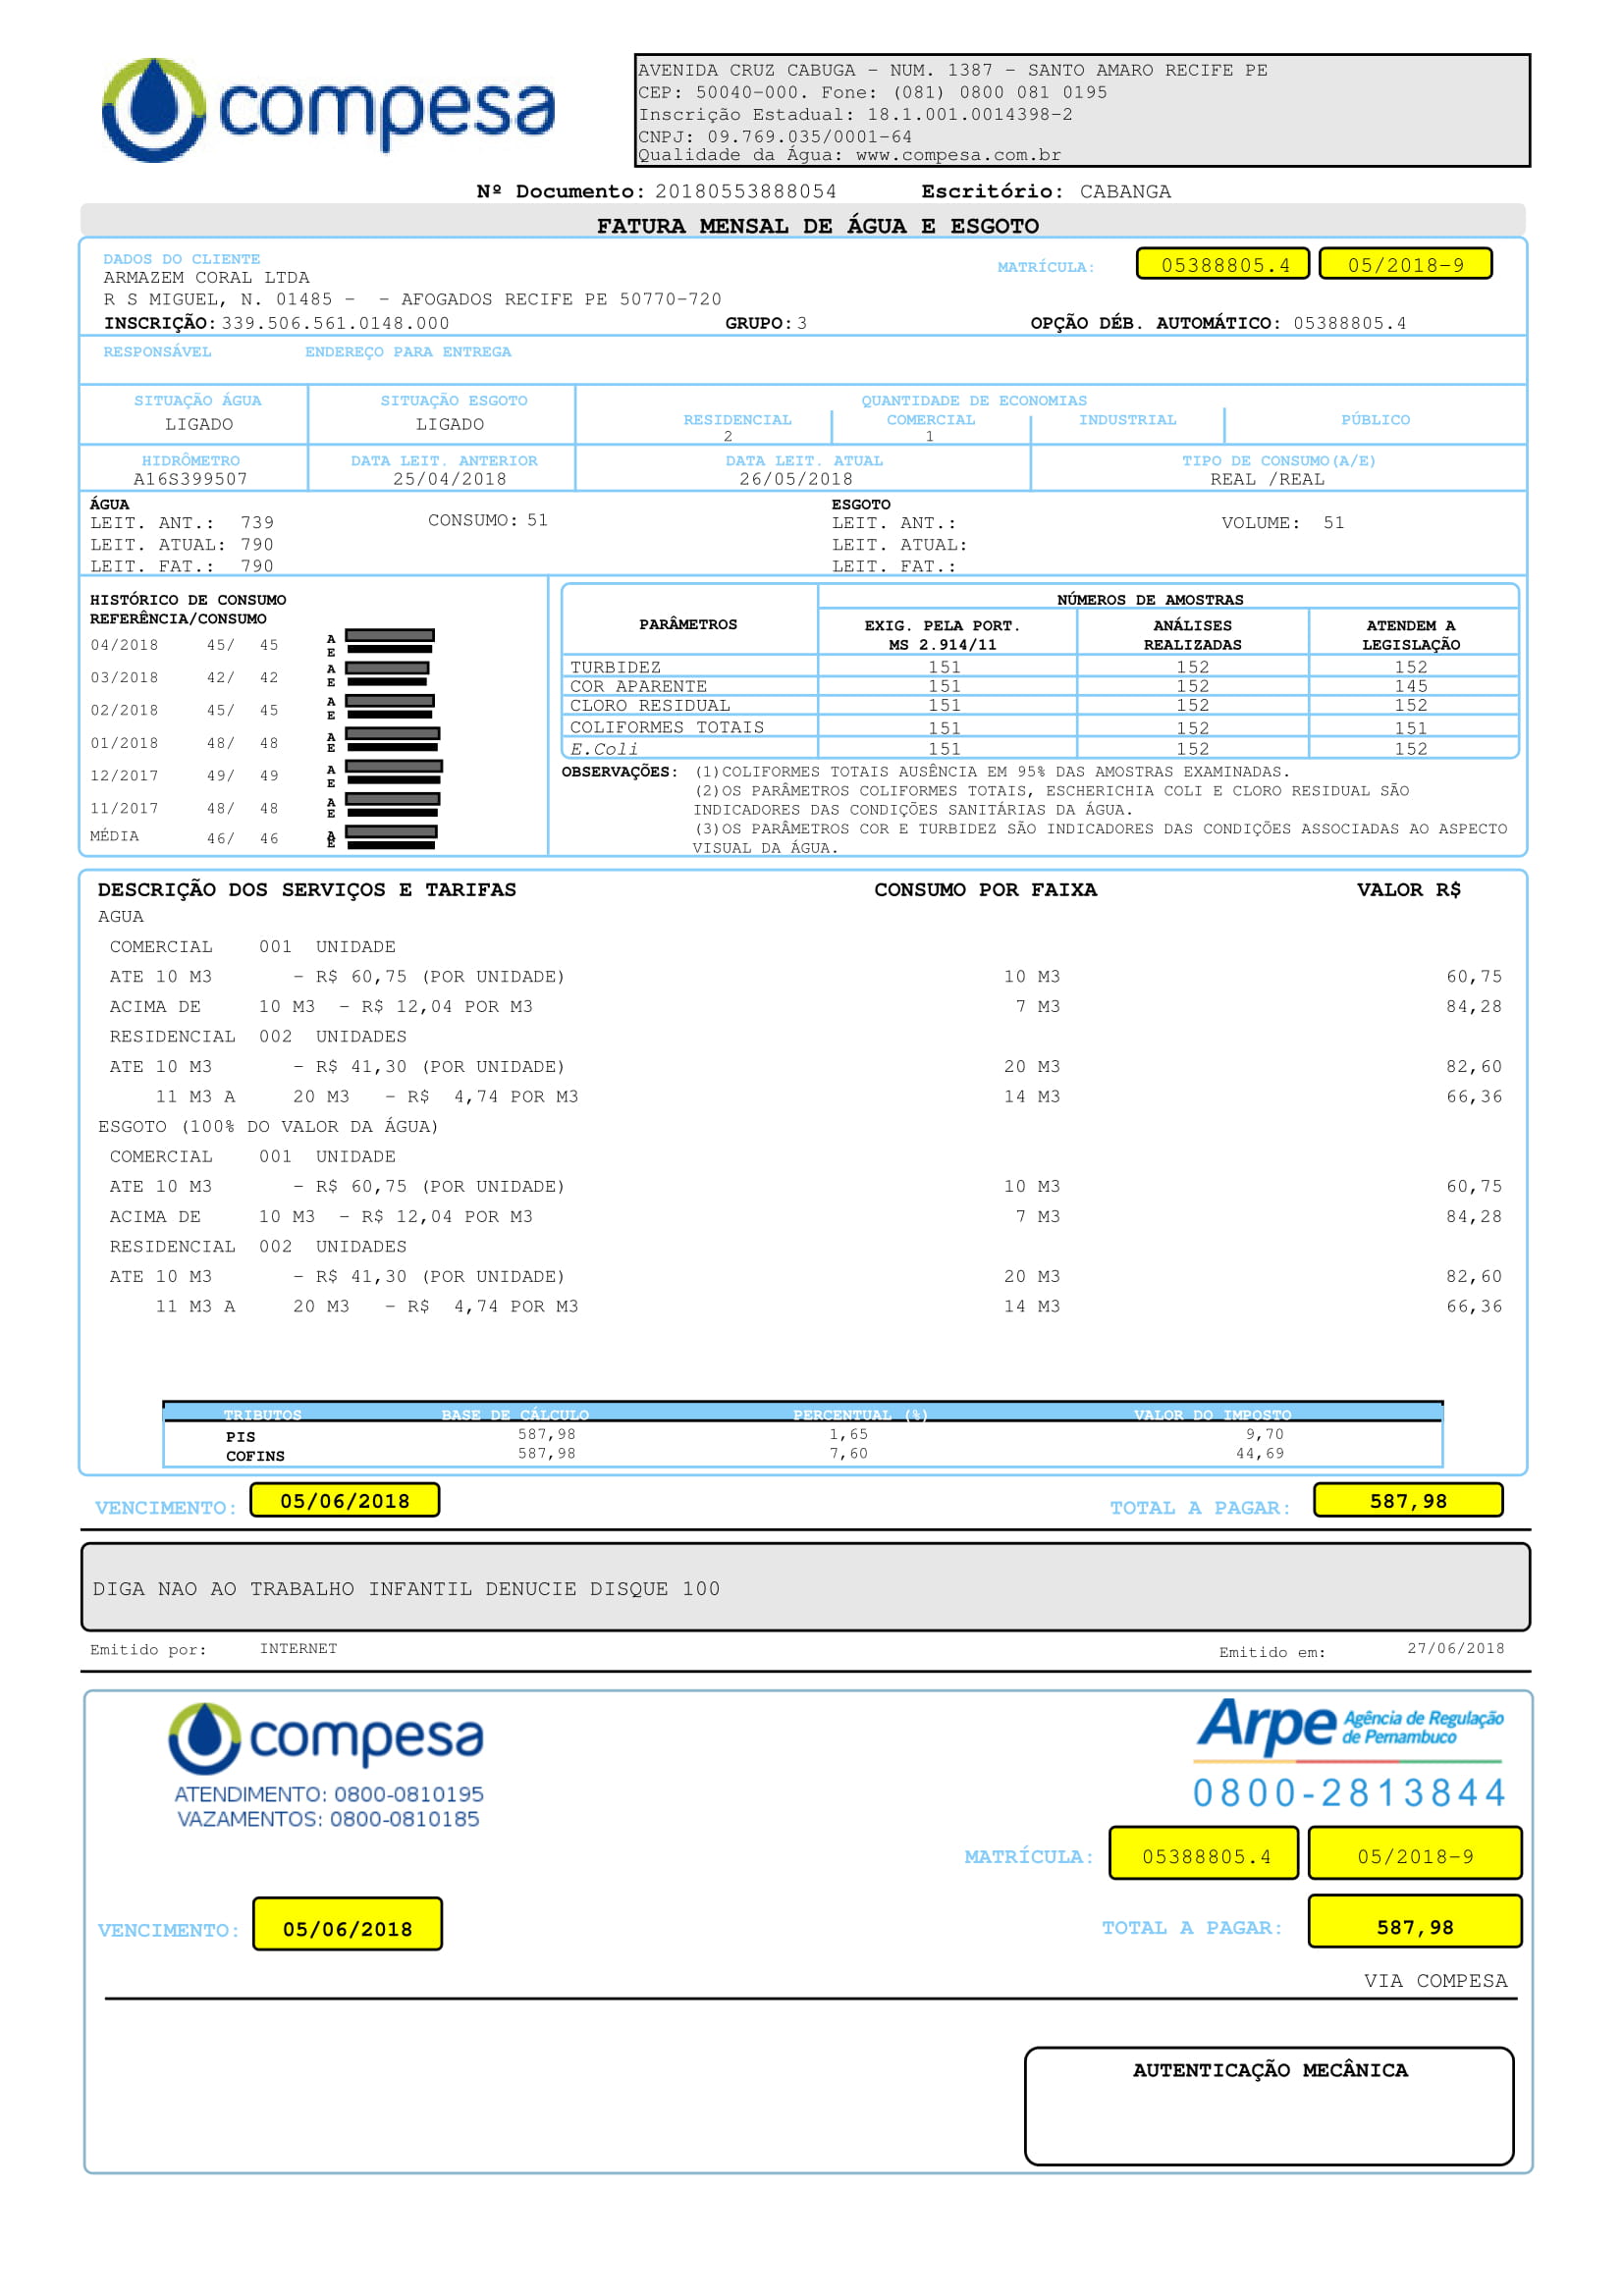 compesa
AVENIDA CRUZ CABUGA - NUM. 1387 - SANTO AMARO RECIFE PE
CEP: 50040-000. Fone: (081) 0800 081 0195
Inscrição Estadual: 18.1.001.0014398-2
CNPJ: 09.769.035/0001-64
Qualidade da Água: www.compesa.com.br
Nº Documento: 20180553888054 Escritório: CABANGA
FATURA MENSAL DE ÁGUA E ESGOTO
DADOS DO CLIENTE
ARMAZEM CORAL LTDA
MATRÍCULA: 05388805.4 05/2018-9
R S MIGUEL, N. 01485 - - AFOGADOS RECIFE PE 50770-720
INSCRIÇÃO: 339.506.561.0148.000 GRUPO: 3 OPÇÃO DÉB. AUTOMÁTICO: 05388805.4
RESPONSÁVEL ENDEREÇO PARA ENTREGA
SITUAÇÃO ÁGUA SITUAÇÃO ESGOTO QUANTIDADE DE ECONOMIAS
LIGADO LIGADO RESIDENCIAL COMERCIAL INDUSTRIAL PÚBLICO
2 1
HIDRÔMETRO DATA LEIT. ANTERIOR DATA LEIT. ATUAL TIPO DE CONSUMO(A/E)
A16S399507 25/04/2018 26/05/2018 REAL /REAL
ÁGUA ESGOTO
LEIT. ANT.: 739 CONSUMO: 51 LEIT. ANT.: VOLUME: 51
LEIT. ATUAL: 790 LEIT. ATUAL:
LEIT. FAT.: 790 LEIT. FAT.:
HISTÓRICO DE CONSUMO
REFERÊNCIA/CONSUMO
04/2018 45/ 45 A E
03/2018 42/ 42 A E
02/2018 45/ 45 A E
01/2018 48/ 48 A E
12/2017 49/ 49 A E
11/2017 48/ 48 A E
MÉDIA 46/ 46 A E
PARÂMETROS NÚMEROS DE AMOSTRAS
EXIG. PELA PORT. ANÁLISES ATENDEM A
MS 2.914/11 REALIZADAS LEGISLAÇÃO
TURBIDEZ 151 152 152
COR APARENTE 151 152 145
CLORO RESIDUAL 151 152 152
COLIFORMES TOTAIS 151 152 151
E.Coli 151 152 152
OBSERVAÇÕES: (1)COLIFORMES TOTAIS AUSÊNCIA EM 95% DAS AMOSTRAS EXAMINADAS.
(2)OS PARÂMETROS COLIFORMES TOTAIS, ESCHERICHIA COLI E CLORO RESIDUAL SÃO
INDICADORES DAS CONDIÇÕES SANITÁRIAS DA ÁGUA.
(3)OS PARÂMETROS COR E TURBIDEZ SÃO INDICADORES DAS CONDIÇÕES ASSOCIADAS AO ASPECTO
VISUAL DA ÁGUA.
DESCRIÇÃO DOS SERVIÇOS E TARIFAS CONSUMO POR FAIXA VALOR R$
AGUA
COMERCIAL 001 UNIDADE
ATE 10 M3 - R$ 60,75 (POR UNIDADE) 10 M3 60,75
ACIMA DE 10 M3 - R$ 12,04 POR M3 7 M3 84,28
RESIDENCIAL 002 UNIDADES
ATE 10 M3 - R$ 41,30 (POR UNIDADE) 20 M3 82,60
11 M3 A 20 M3 - R$ 4,74 POR M3 14 M3 66,36
ESGOTO (100% DO VALOR DA ÁGUA)
COMERCIAL 001 UNIDADE
ATE 10 M3 - R$ 60,75 (POR UNIDADE) 10 M3 60,75
ACIMA DE 10 M3 - R$ 12,04 POR M3 7 M3 84,28
RESIDENCIAL 002 UNIDADES
ATE 10 M3 - R$ 41,30 (POR UNIDADE) 20 M3 82,60
11 M3 A 20 M3 - R$ 4,74 POR M3 14 M3 66,36
TRIBUTOS BASE DE CÁLCULO PERCENTUAL (%) VALOR DO IMPOSTO
PIS 587,98 1,65 9,70
COFINS 587,98 7,60 44,69
VENCIMENTO: 05/06/2018 TOTAL A PAGAR: 587,98
DIGA NAO AO TRABALHO INFANTIL DENUCIE DISQUE 100
Emitido por: INTERNET Emitido em: 27/06/2018
compesa
ATENDIMENTO: 0800-0810195
VAZAMENTOS: 0800-0810185
Arpe Agência de Regulação
de Pernambuco
0800-2813844
MATRÍCULA: 05388805.4 05/2018-9
VENCIMENTO: 05/06/2018 TOTAL A PAGAR: 587,98
VIA COMPESA
AUTENTICAÇÃO MECÂNICA